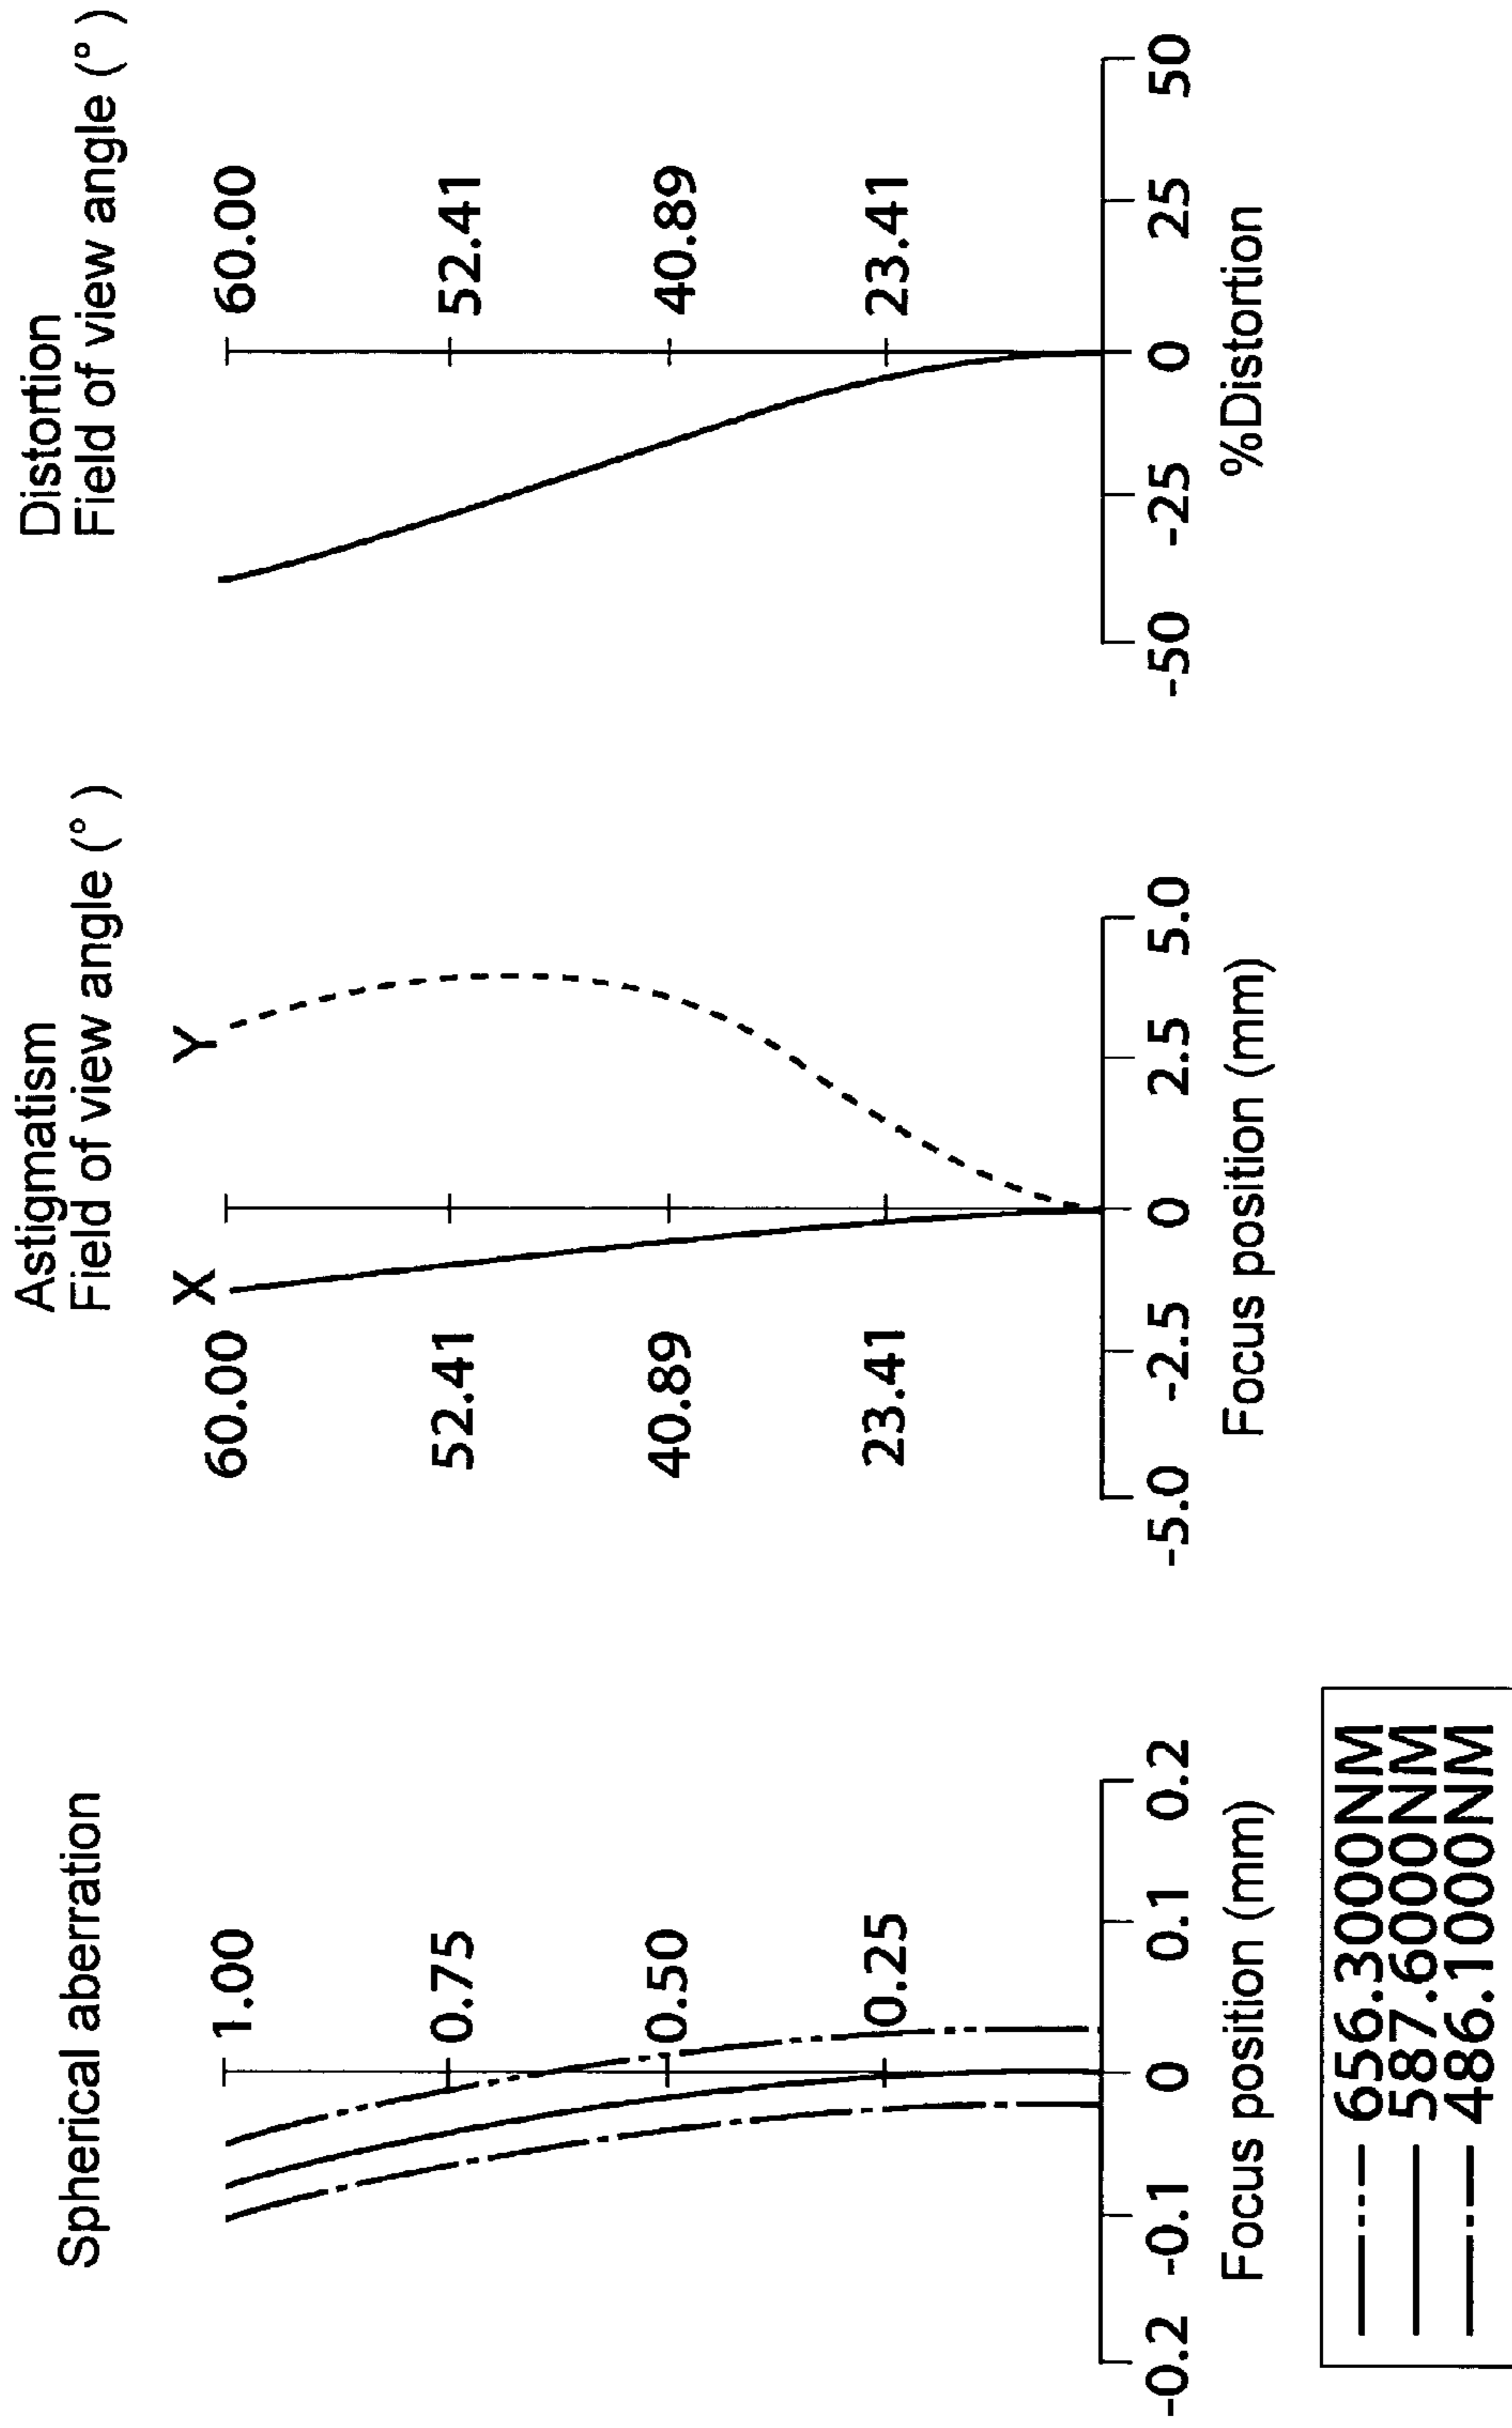 Spherical aberration
1.00
0.75
0.50
0.25
-0.2 -0.1 0 0.1 0.2
Focus position (mm)
656.3000NM
587.6000NM
486.1000NM
Astigmatism
Field of view angle (°)
X Y
60.00
52.41
40.89
23.41
-5.0 -2.5 0 2.5 5.0
Focus position (mm)
Distortion
Field of view angle (°)
60.00
52.41
40.89
23.41
-50 -25 0 25 50
%Distortion